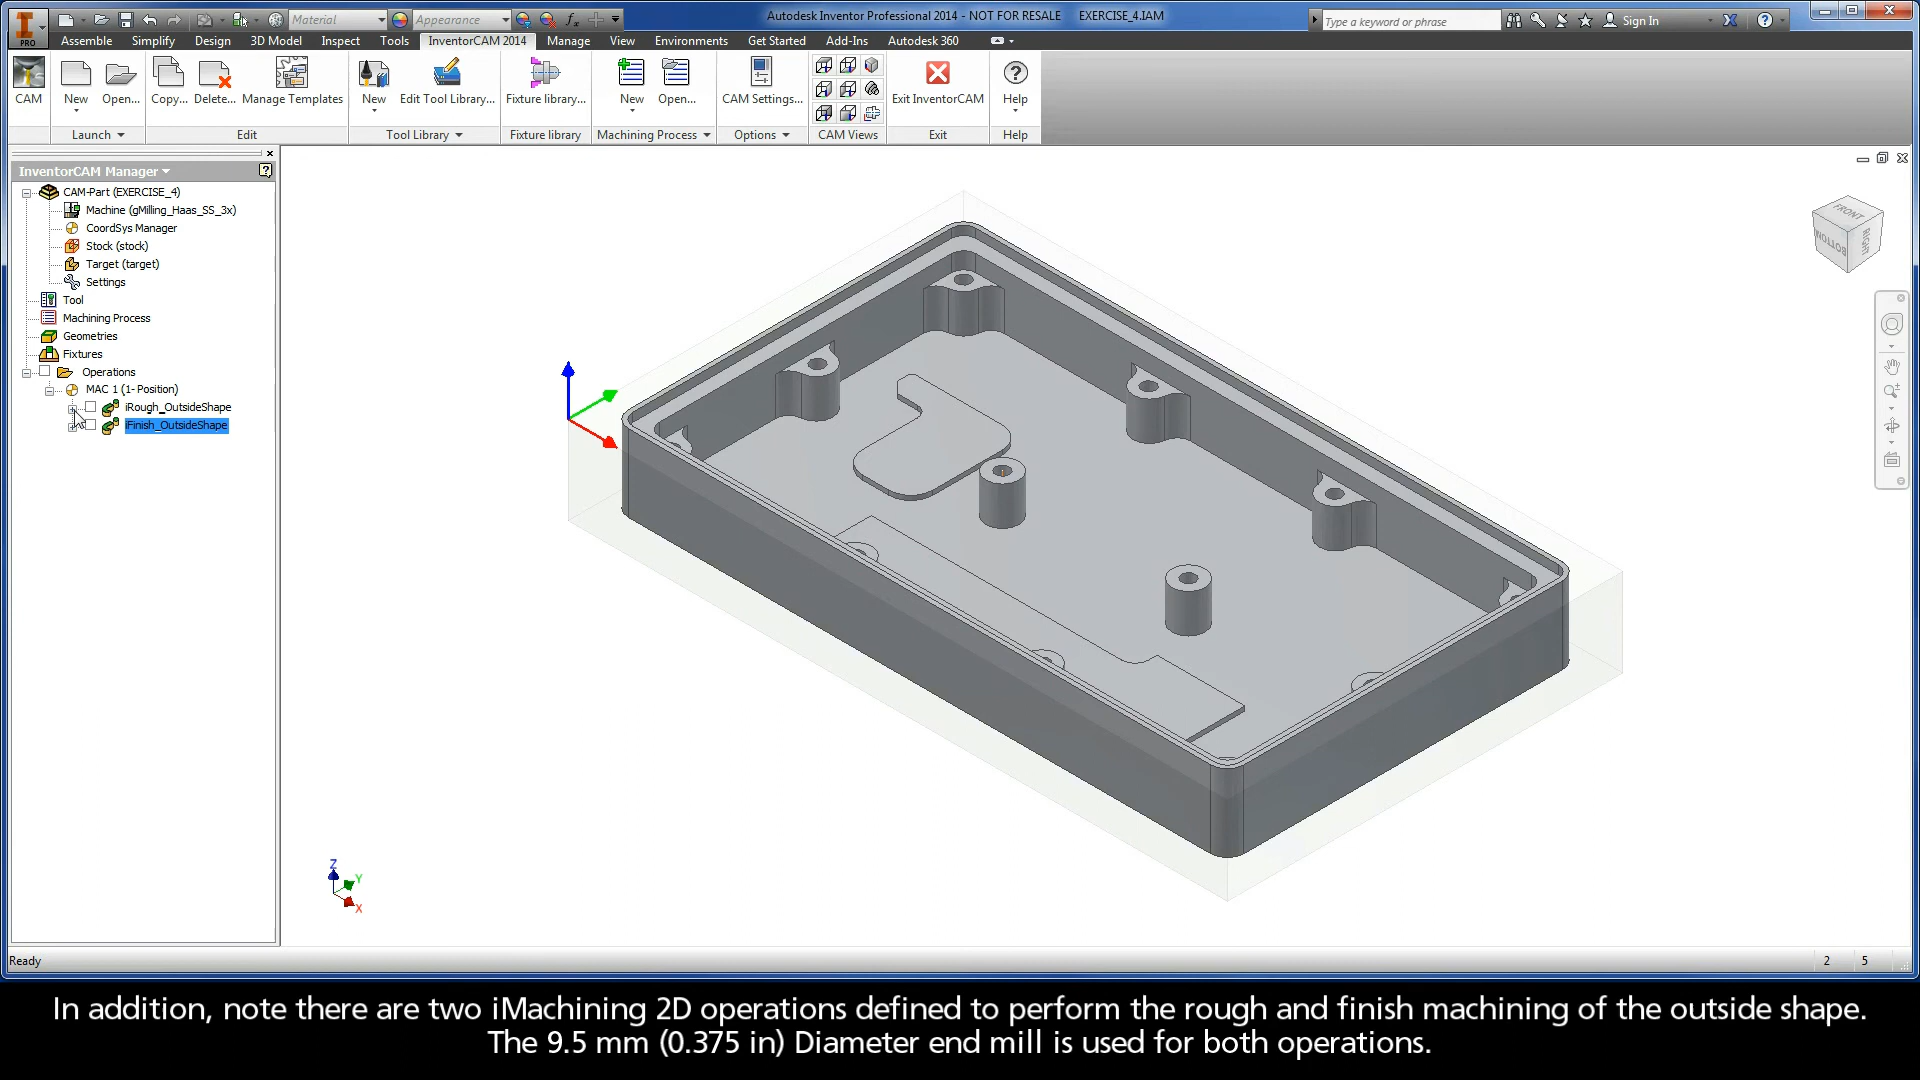 Autodesk Inventor Professional 2014 - NOT FOR RESALE EXERCISE_4.IAM
Material Appearance Type a keyword or phrase Sign In
PRO Assemble Simplify Design 3D Model Inspect Tools InventorCAM 2014 Manage View Environments Get Started Add-Ins Autodesk 360
CAM New Open... Copy... Delete... Manage Templates New Edit Tool Library... Fixture library... New Open... CAM Settings... Exit InventorCAM Help
Launch Edit Tool Library Fixture library Machining Process Options CAM Views Exit Help
InventorCAM Manager
CAM-Part (EXERCISE_4)
Machine (gMilling_Haas_SS_3x)
CoordSys Manager
Stock (stock)
Target (target)
Settings
Tool
Machining Process
Geometries
Fixtures
Operations
MAC 1 (1- Position)
iRough_OutsideShape
iFinish_OutsideShape
FRONT
BOTTOM RIGHT
Z
Y
X
Ready 2 5
In addition, note there are two iMachining 2D operations defined to perform the rough and finish machining of the outside shape.
The 9.5 mm (0.375 in) Diameter end mill is used for both operations.